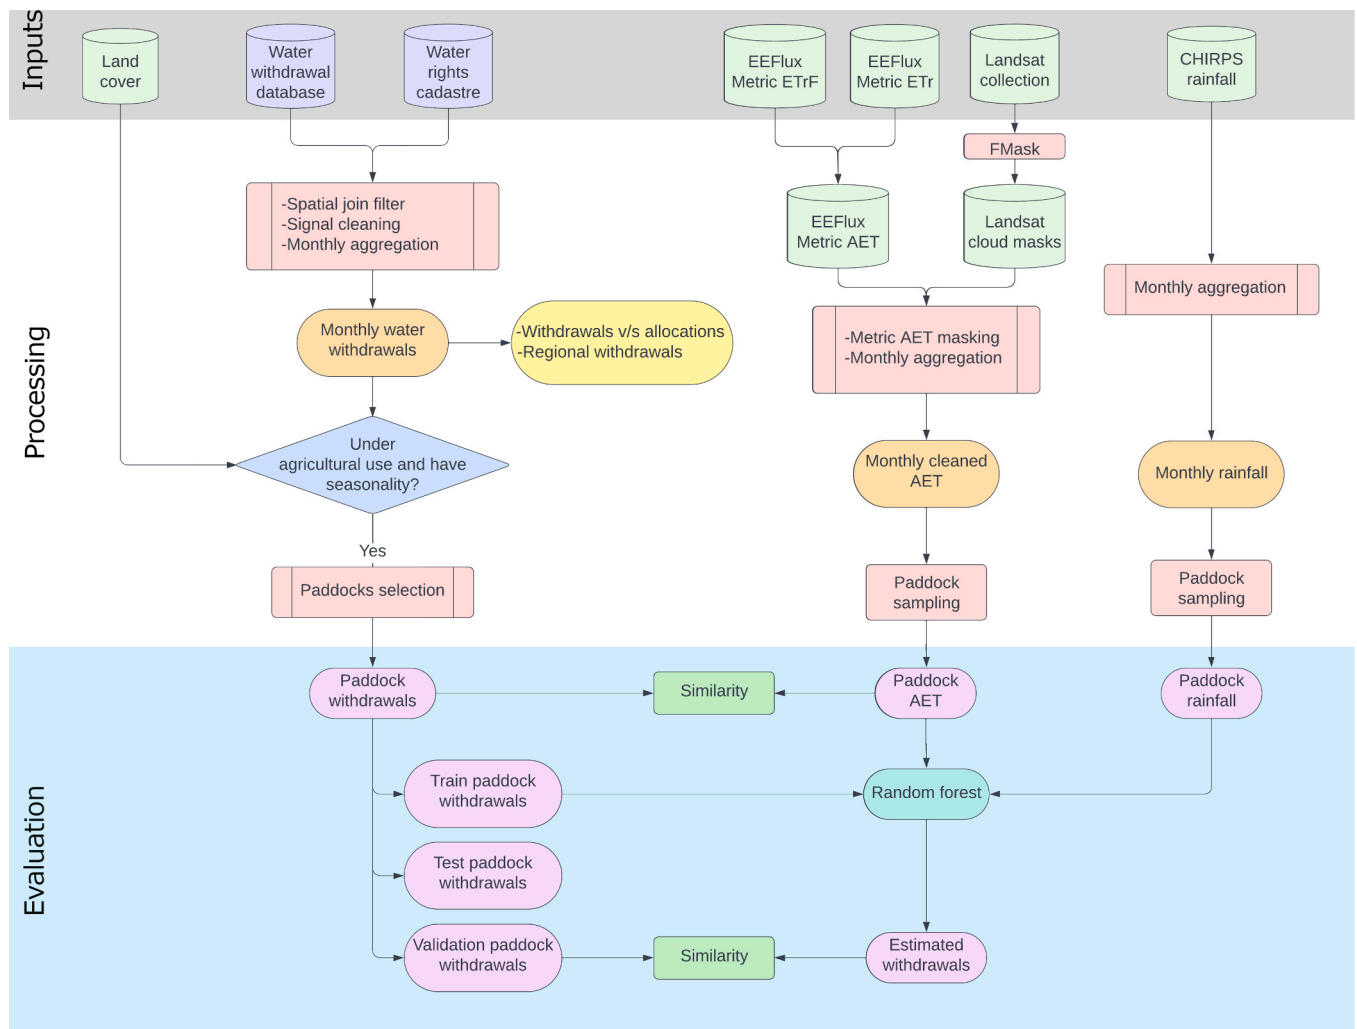 Inputs
Land
cover
Water
withdrawal
database
Water
rights
cadastre
EEFlux
Metric ETrF
EEFlux
Metric ETr
Landsat
collection
CHIRPS
rainfall
Processing
FMask
-Spatial join filter
-Signal cleaning
-Monthly aggregation
EEFlux
Metric AET
Landsat
cloud masks
Monthly aggregation
Monthly water
withdrawals
-Withdrawals v/s allocations
-Regional withdrawals
-Metric AET masking
-Monthly aggregation
Under
agricultural use and have
seasonality?
Monthly cleaned
AET
Monthly rainfall
Yes
Paddocks selection
Paddock
sampling
Paddock
sampling
Evaluation
Paddock
withdrawals
Similarity
Paddock
AET
Paddock
rainfall
Train paddock
withdrawals
Random forest
Test paddock
withdrawals
Validation paddock
withdrawals
Similarity
Estimated
withdrawals